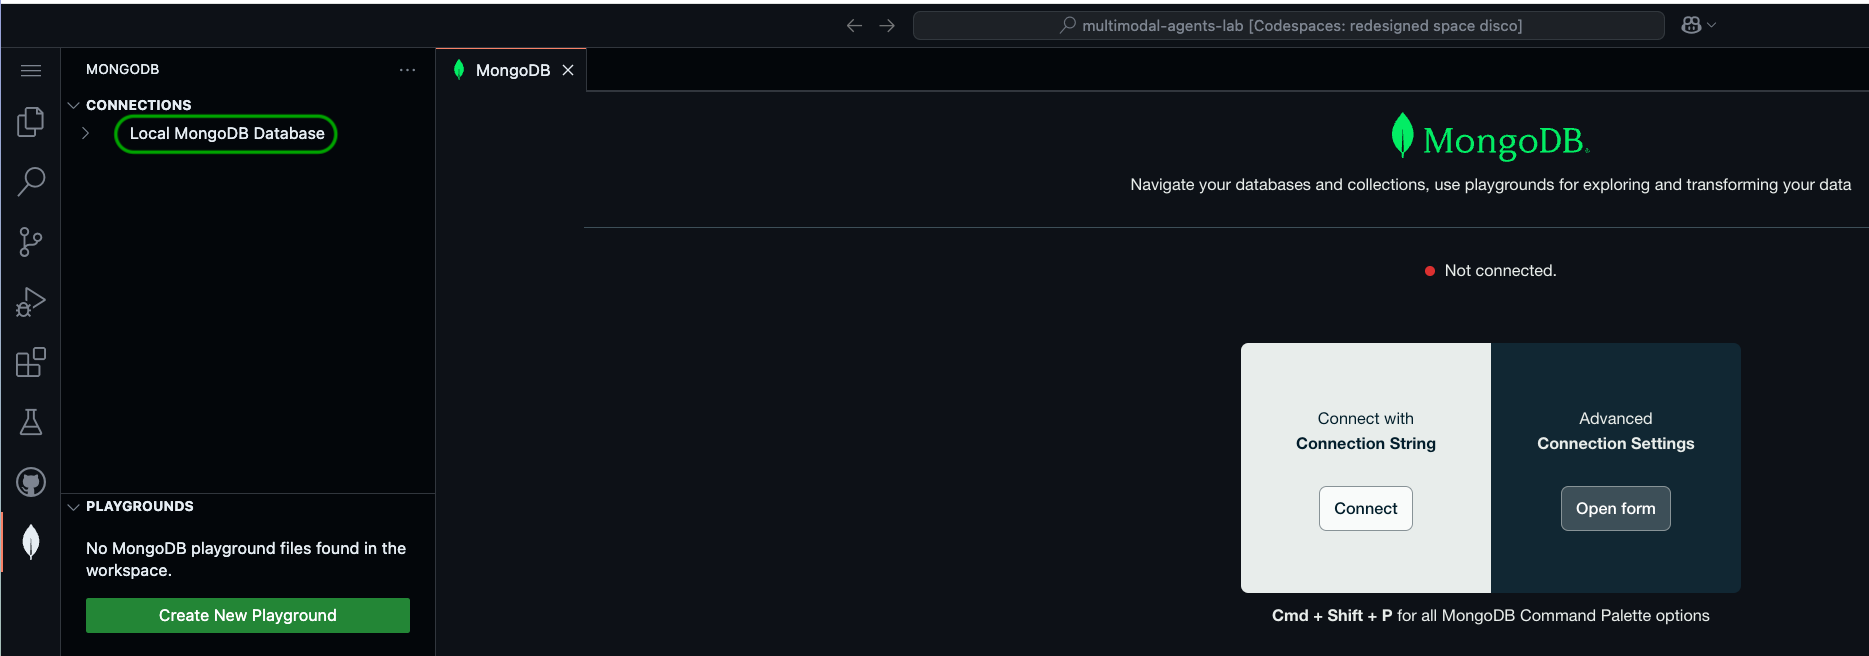 multimodal-agents-lab [Codespaces: redesigned space disco]
MONGODB
CONNECTIONS
Local MongoDB Database
PLAYGROUNDS
No MongoDB playground files found in the
workspace.
Create New Playground
MongoDB
MongoDB
Navigate your databases and collections, use playgrounds for exploring and transforming your data
Not connected.
Connect with
Connection String
Connect
Advanced
Connection Settings
Open form
Cmd + Shift + P for all MongoDB Command Palette options